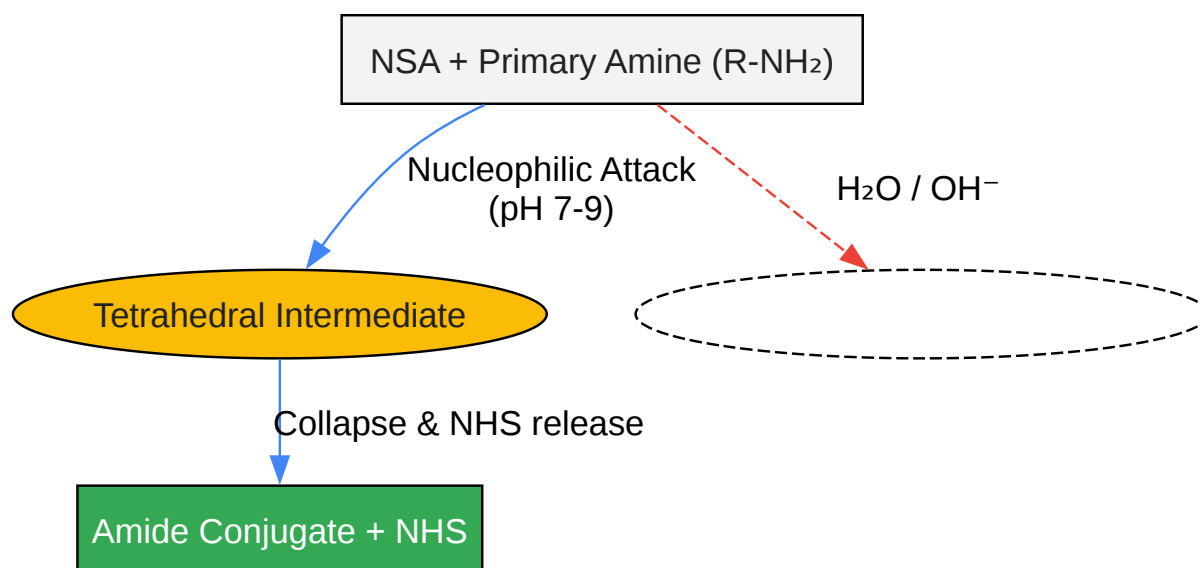 NSA + Primary Amine (R-NH₂)
Nucleophilic Attack
(pH 7-9)
H₂O / OH⁻
Tetrahedral Intermediate
Collapse & NHS release
Amide Conjugate + NHS